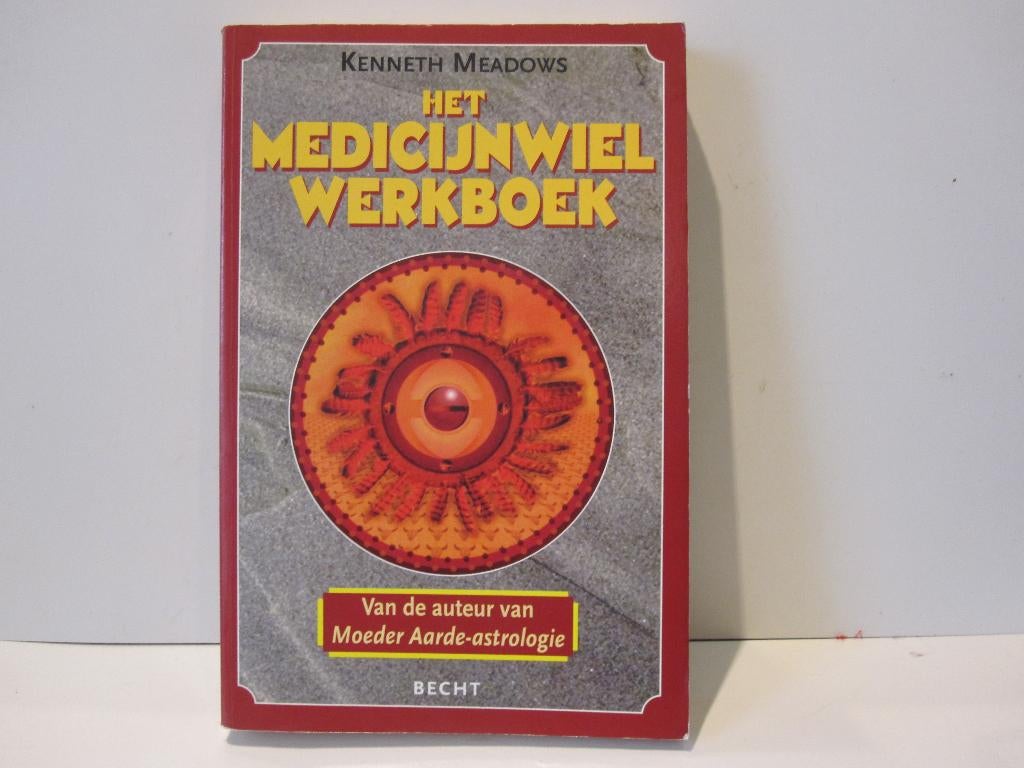 KENNETH MEADOWS
HET
MEDICIJNWIEL
WERKBOEK
Van de auteur van
Moeder Aarde-astrologie
BECHT